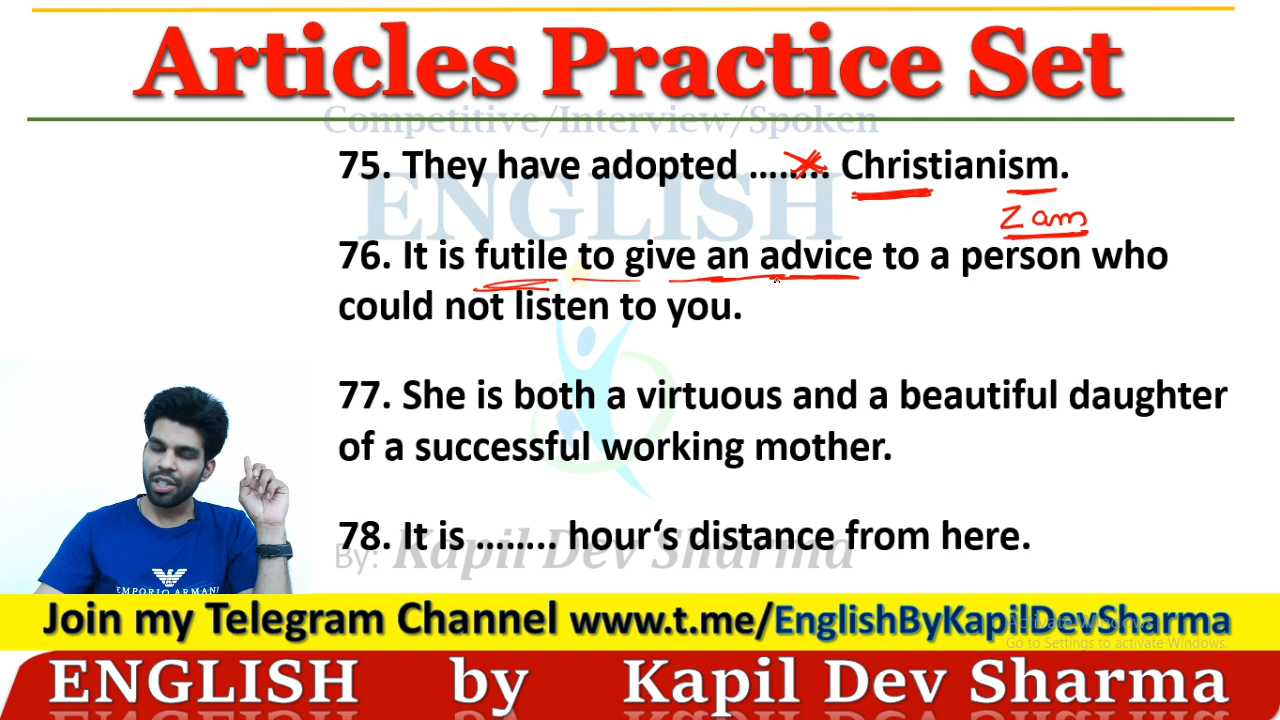 Articles Practice Set
Competitive/Interview/Spoken
ENGLISH
75. They have adopted ........ Christianism.
Zam
76. It is futile to give an advice to a person who
could not listen to you.
77. She is both a virtuous and a beautiful daughter
of a successful working mother.
78. It is ........ hour‘s distance from here.
By: Kapil Dev Sharma
EMPORIO ARMANI
Join my Telegram Channel www.t.me/EnglishByKapilDevSharma
Activate Windows
Go to Settings to activate Windows.
ENGLISH by Kapil Dev Sharma